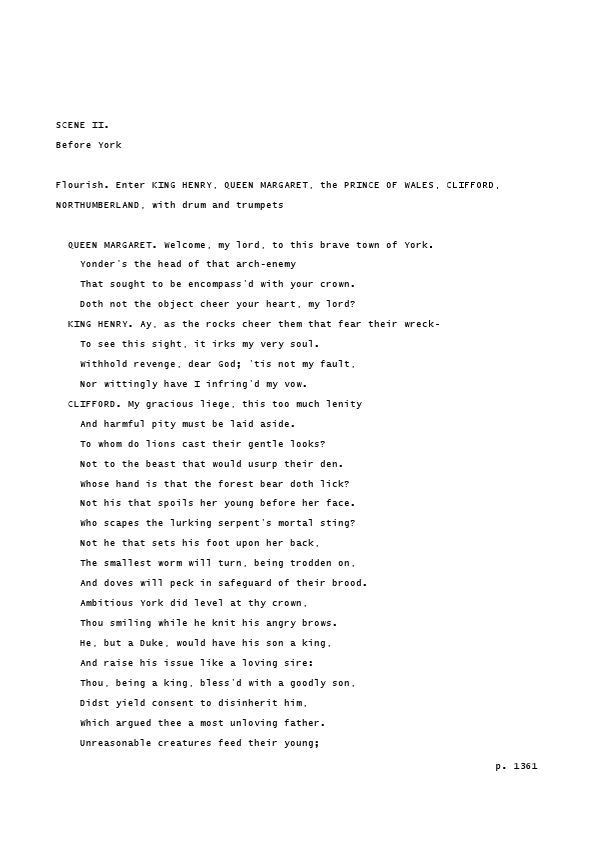 SCENE II.
Before York
Flourish. Enter KING HENRY, QUEEN MARGARET, the PRINCE OF WALES, CLIFFORD,
NORTHUMBERLAND, with drum and trumpets
QUEEN MARGARET. Welcome, my lord, to this brave town of York.
Yonder's the head of that arch-enemy
That sought to be encompass'd with your crown.
Doth not the object cheer your heart, my lord?
KING HENRY. Ay, as the rocks cheer them that fear their wreck-
To see this sight, it irks my very soul.
Withhold revenge, dear God; 'tis not my fault,
Nor wittingly have I infring'd my vow.
CLIFFORD. My gracious liege, this too much lenity
And harmful pity must be laid aside.
To whom do lions cast their gentle looks?
Not to the beast that would usurp their den.
Whose hand is that the forest bear doth lick?
Not his that spoils her young before her face.
Who scapes the lurking serpent's mortal sting?
Not he that sets his foot upon her back,
The smallest worm will turn, being trodden on,
And doves will peck in safeguard of their brood.
Ambitious York did level at thy crown,
Thou smiling while he knit his angry brows.
He, but a Duke, would have his son a king,
And raise his issue like a loving sire:
Thou, being a king, bless'd with a goodly son,
Didst yield consent to disinherit him,
Which argued thee a most unloving father.
Unreasonable creatures feed their young;
p. 1361